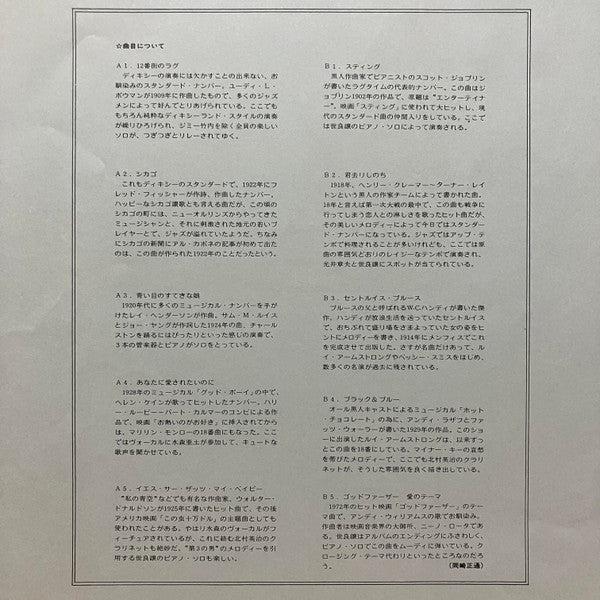 ☆曲目について
A1．12番街のラグ
ディキシーの演奏には欠かすことの出来ない、お
馴染みのスタンダード・ナンバー。ユーディ・L・
ボウマンが1909年に作曲したもので、多くのジャズ
メンによって好んでとりあげられている。ここでも
もちろん純粋なディキシーランド・スタイルの演奏
が繰りひろげられ、ジミー竹内を除く全員の楽しい
ソロが、つぎつぎとリレーされてゆく。
A2．シカゴ
これもディキシーのスタンダードで、1922年にフ
レッド・フィッシャーが作詩、作曲したナンバー。
ハッピーなシカゴ讃歌とも言える曲だが、この頃の
シカゴの町には、ニューオルリンズからやってきた
ミュージシャンと、それに刺激された地元の若いプ
レイヤーとで、ジャズが溢れていたようだ。ちなみ
にシカゴの新聞にアル・カポネの記事が初めて出た
のは、この曲が作られた1922年のことだったという。
A3．青い目のすてきな娘
1920年代に多くのミュージカル・ナンバーを手が
けたレイ・ヘンダーソンが作曲、サム・M・ルイス
とジョー・ヤングが作詞した1924年の曲、チャール
ストンを踊るにはぴったりといった感じの演奏で、
3本の管楽器とピアノがソロをとっている。
A4．あなたに愛されたいのに
1928年のミュージカル「グッド・ボーイ」の中で、
ヘレン・ケインが歌ってヒットしたナンバー。ハリ
ー・ルービー〜バート・カルマーのコンビによる作
品で、映画「お熱いのがお好き」に挿入されてから
は、マリリン・モンローの18番曲にもなった。ここ
ではヴォーカルに水森亜土が参加して、キュートな
歌声を聞かせている。
A5．イエス・サー・ザッツ・マイ・ベイビー
“私の青空”などでも有名な作曲家、ウォルター・
ドナルドソンが1925年に書いたヒット曲で、その後
アメリカ映画「この虫十万ドル」の主題曲としても
使われたことがある。やはり水森のヴォーカルがフ
ィーチュアされているが、これに絡む北村英治のク
ラリネットも絶妙だ。“第3の男”のメロディーを引
用する世良のピアノ・ソロも楽しい。
B1．スティング
黒人作曲家でピアニストのスコット・ジョプリン
が書いたラグタイムの代表的ナンバー。この曲はジ
ョプリン1902年の作品で、原題は“エンターテイナ
ー”。映画「スティング」に使われて大ヒットし、現
代のスタンダード曲の仲間入りをしている。ここで
は世良譲のピアノ・ソロによって演奏される。
B2．君去りしのち
1918年、ヘンリー・クレーマー〜ターナー・レイ
トンという黒人の作家チームによって書かれた曲。
18年と言えば第一次大戦の最中で、この曲も戦争に
行ってしまう恋人との淋しさを歌ったヒット曲だが、
その美しいメロディーによって今日ではスタンダー
ド・ナンバーになっている。ジャズではアップ・テ
ンポで料理されることが多いけれども、ここでは原
曲の雰囲気どおりのレイジーなテンポで演奏され、
光井章夫と世良譲にスポットが当てられている。
B3．セントルイス・ブルース
ブルースの父と呼ばれるW.C.ハンディが書いた傑
作。ハンディが放浪生活を送っていたセントルイス
で、おちぶれて盛り場をさまよっていた女の姿をヒ
ントにメロディーを書き、1914年にメンフィスでこれ
を完成させて出版した。さすが名曲だけあって、ル
イ・アームストロングやベッシー・スミスをはじめ、
数多くの名演が過去に残されている。
B4．ブラック&ブルー
オール黒人キャストによるミュージカル「ホット
・チョコレート」の為に、アンディ・ラザフとファ
ッツ・ウォーラーが書いた1929年の作品。このショ
ーに出演したルイ・アームストロングは、以来ずっ
とこの曲を18番にしている。マイナー・キーの哀愁
を帯びたメロディーで、ここでも北村英治のクラリ
ネットが、そうした雰囲気を良く描き出している。
B5．ゴッドファーザー　愛のテーマ
1972年のヒット映画「ゴッドファーザー」のテー
マ曲で、アンディ・ウィリアムスの歌でお馴染み。
作曲者は映画音楽界の大御所、ニーノ・ロータであ
る。世良譲はアルバムのエンディングにふさわしく、
ピアノ・ソロでこの曲をムーディに弾いている。ク
ロージング・テーマ代わりといったところなのだろ
う。　（岡崎正通）